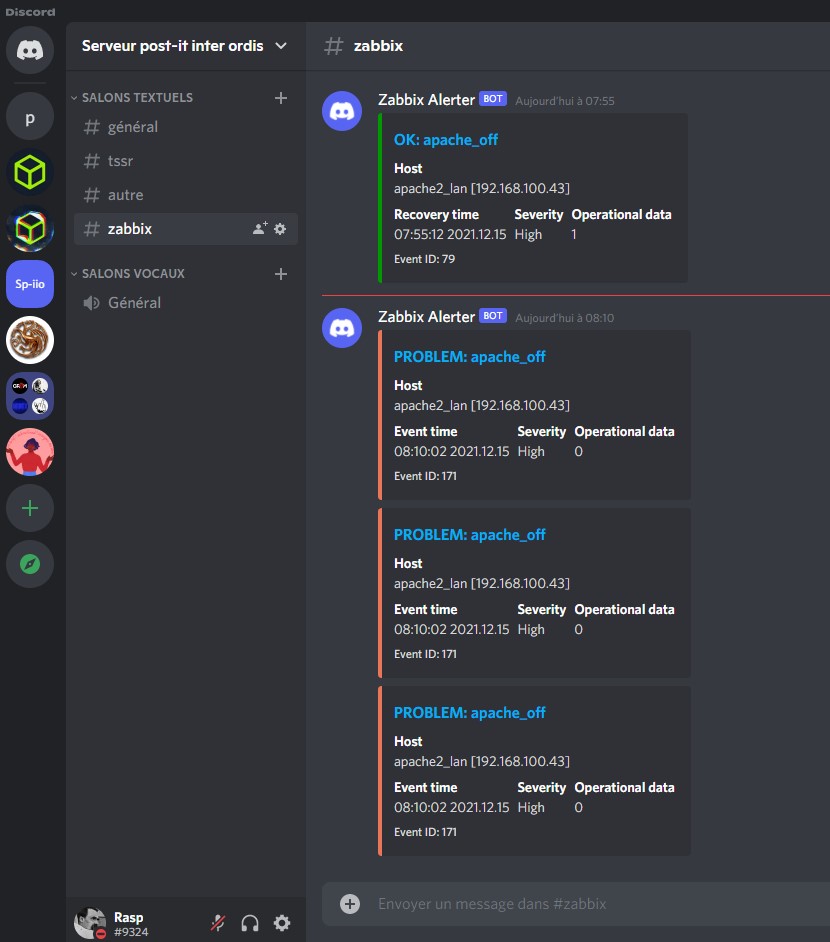 Discord
Serveur post-it inter ordis
zabbix
p
Sp-iio
SALONS TEXTUELS
général
tssr
autre
zabbix
SALONS VOCAUX
Général
Zabbix Alerter BOT Aujourd'hui à 07:55
OK: apache_off
Host
apache2_lan [192.168.100.43]
Recovery time Severity Operational data
07:55:12 2021.12.15 High 1
Event ID: 79
Zabbix Alerter BOT Aujourd'hui à 08:10
PROBLEM: apache_off
Host
apache2_lan [192.168.100.43]
Event time Severity Operational data
08:10:02 2021.12.15 High 0
Event ID: 171
PROBLEM: apache_off
Host
apache2_lan [192.168.100.43]
Event time Severity Operational data
08:10:02 2021.12.15 High 0
Event ID: 171
PROBLEM: apache_off
Host
apache2_lan [192.168.100.43]
Event time Severity Operational data
08:10:02 2021.12.15 High 0
Event ID: 171
Rasp
#9324
Envoyer un message dans #zabbix